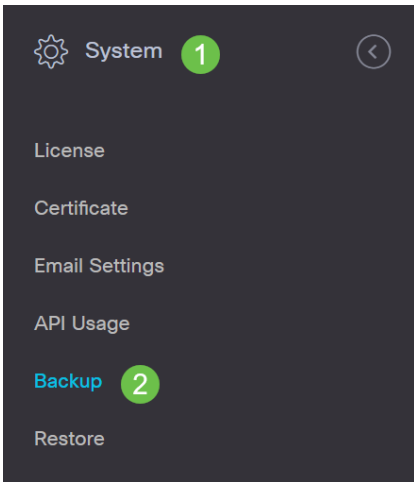 System 1
License
Certificate
Email Settings
API Usage
Backup 2
Restore